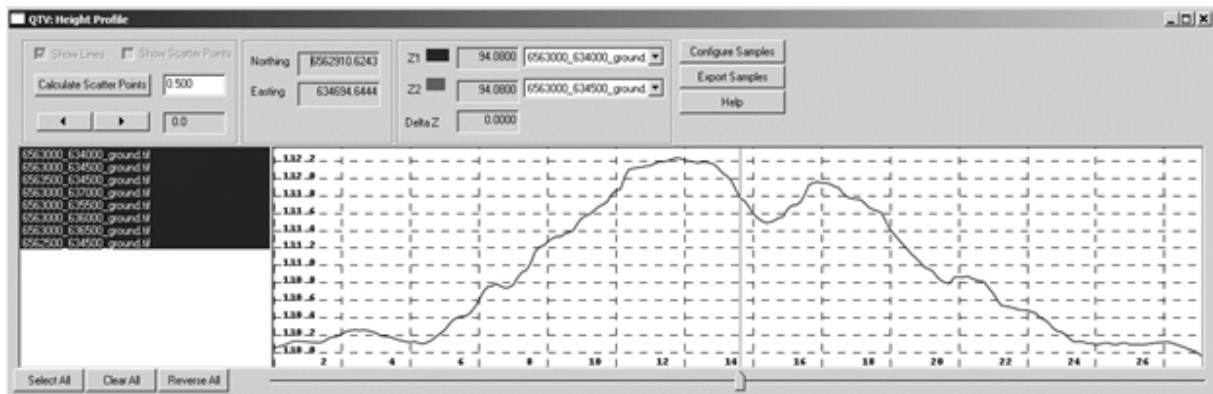 QTV: Height Profile
Show Lines Show Scatter Points
Calculate Scatter Points 0.500
0.0
Northing 6562910.6243
Easting 634694.6444
Z1 94.0800 6563000_634000_ground.
Z2 94.0800 6563000_634500_ground.
Delta Z 0.0000
Configure Samples
Export Samples
Help
6563000_634000_ground.tif
6563000_634500_ground.tif
6563500_634500_ground.tif
6563000_637000_ground.tif
6563000_635500_ground.tif
6563000_636000_ground.tif
6563000_636500_ground.tif
6562500_634500_ground.tif
132.2
132.0
131.8
131.6
131.4
131.2
131.0
130.8
130.6
130.4
130.2
130.0
2 4 6 8 10 12 14 16 18 20 22 24 26
Select All Clear All Reverse All